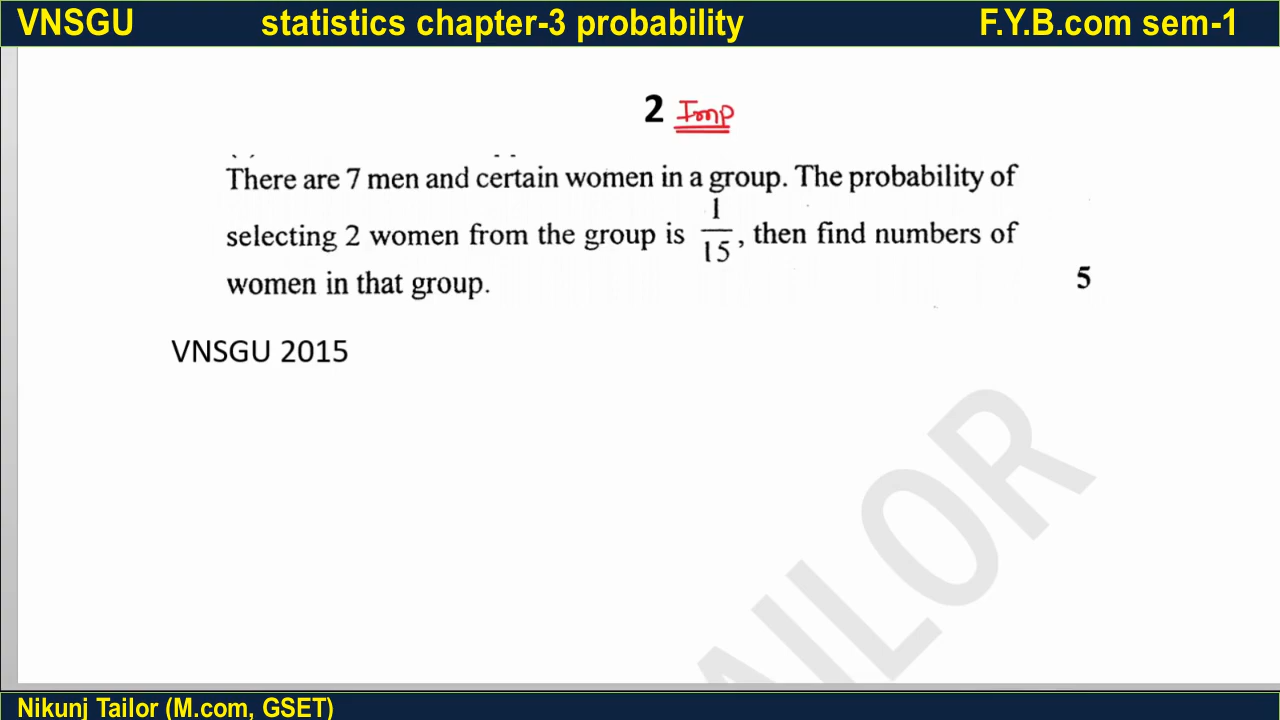 VNSGU statistics chapter-3 probability F.Y.B.com sem-1
2 Imp
There are 7 men and certain women in a group. The probability of
selecting 2 women from the group is 1/15, then find numbers of
women in that group. 5
VNSGU 2015
AILOR
Nikunj Tailor (M.com, GSET)